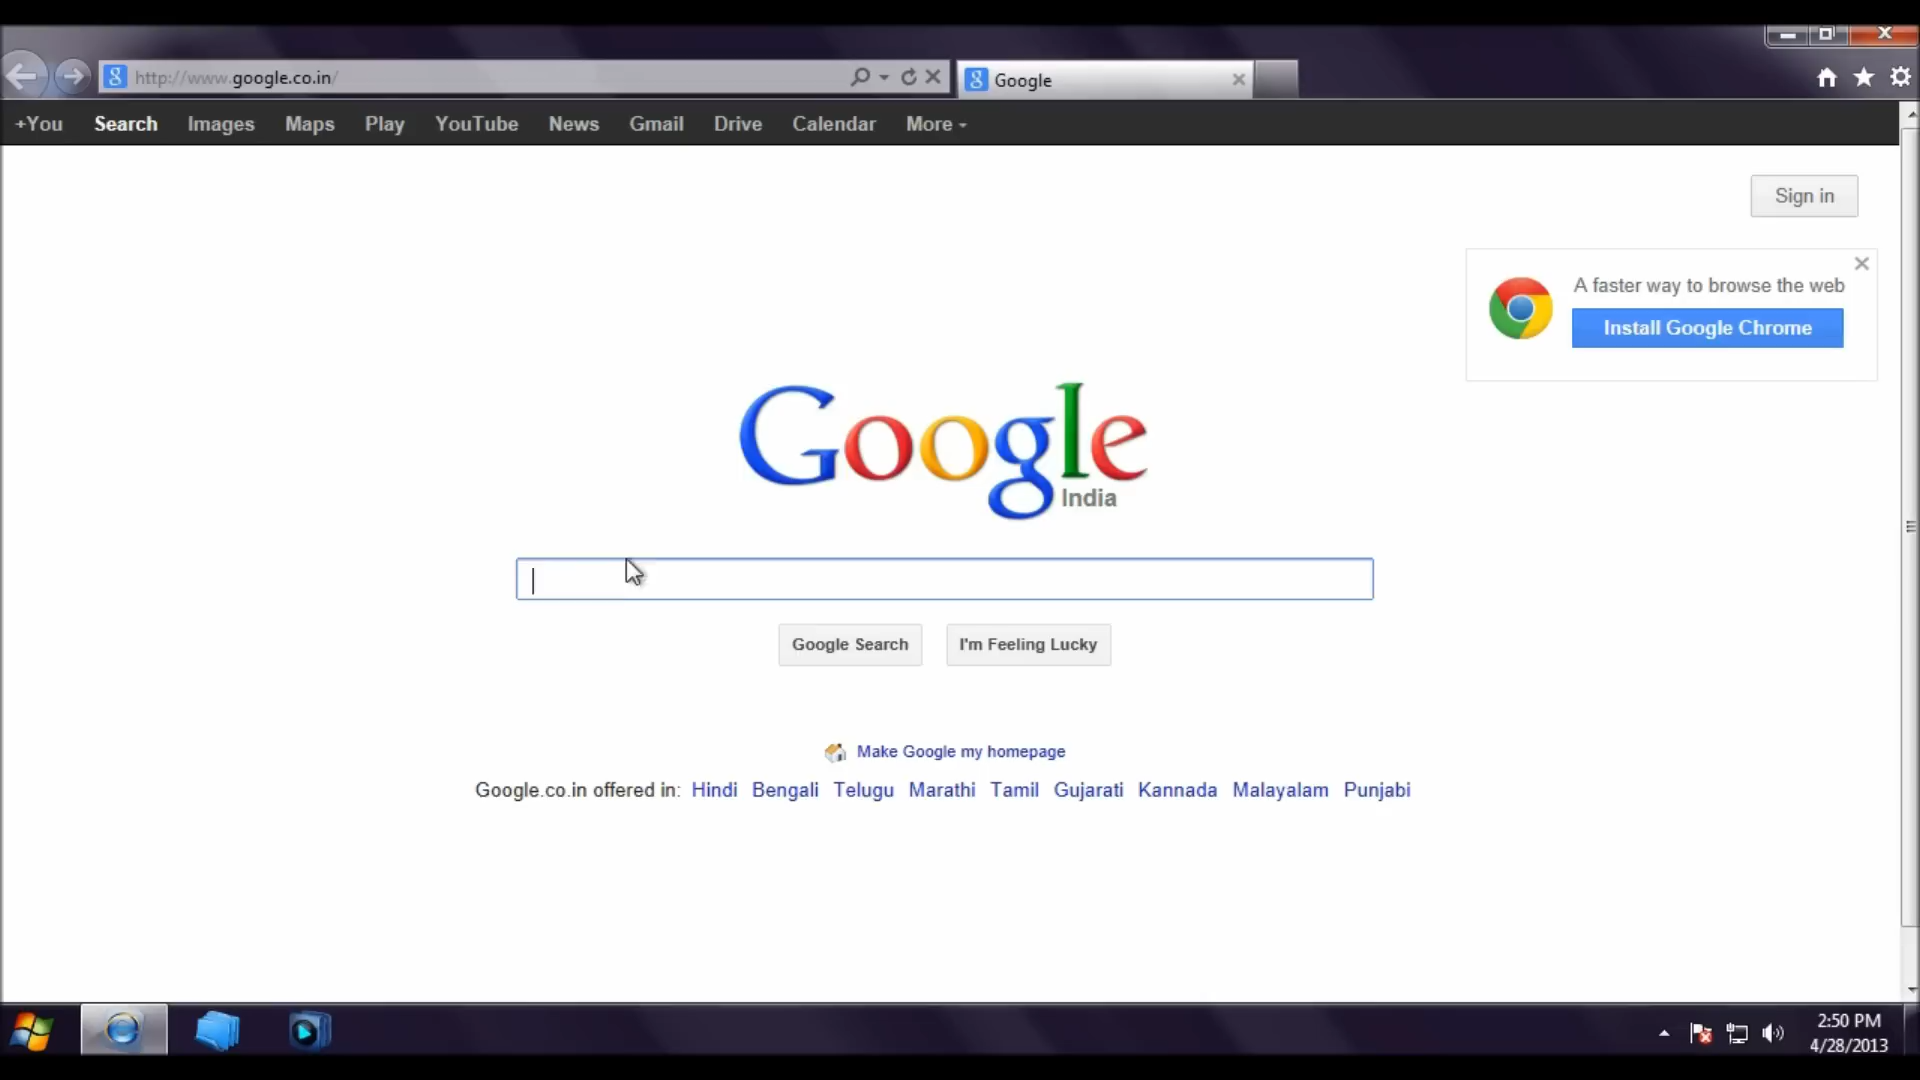 http://www.google.co.in/
Google
+You Search Images Maps Play YouTube News Gmail Drive Calendar More
Sign in
A faster way to browse the web
Install Google Chrome
Google
India
Google Search I'm Feeling Lucky
Make Google my homepage
Google.co.in offered in: Hindi Bengali Telugu Marathi Tamil Gujarati Kannada Malayalam Punjabi
2:50 PM
4/28/2013